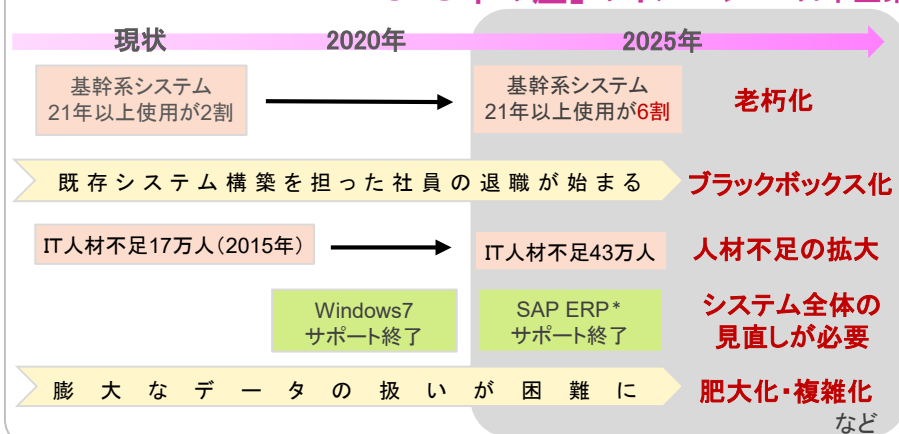 現状
2020年
2025年
基幹系システム
21年以上使用が2割
基幹系システム
21年以上使用が6割
老朽化
既存システム構築を担った社員の退職が始まる
ブラックボックス化
IT人材不足17万人（2015年）
IT人材不足43万人
人材不足の拡大
Windows7
サポート終了
SAP ERP*
サポート終了
システム全体の
見直しが必要
膨大なデータの扱いが困難に
肥大化・複雑化
など